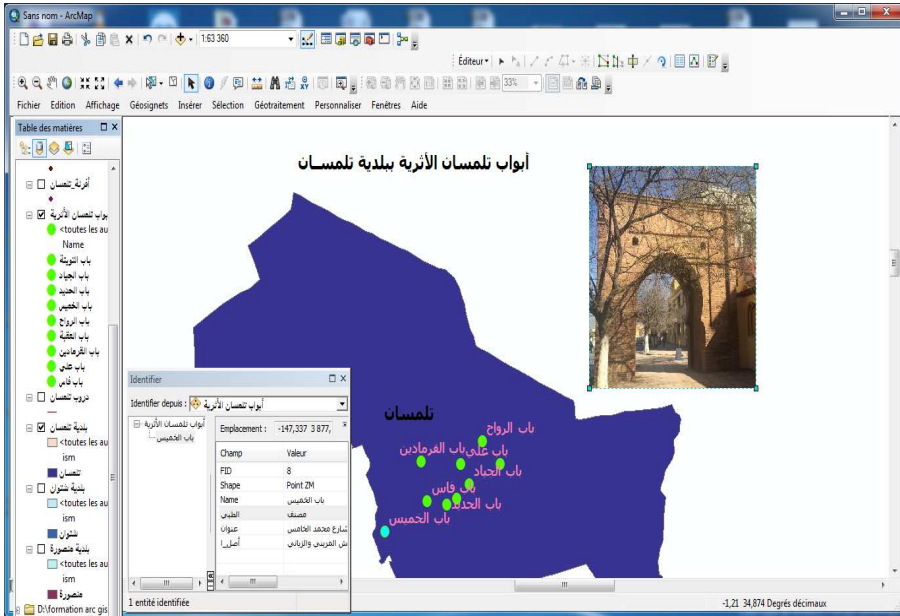 Sans nom - ArcMap
1:63 360
Éditeur
33%
Fichier Edition Affichage Géosignets Insérer Sélection Géotraitement Personnaliser Fenêtres Aide
Table des matières
أفرنة_تلمسان
بواب تلمسان الأثرية
<toutes les au
Name
باب التويتة
باب الجياد
باب الحديد
باب الخميس
باب الرواح
باب العقبة
باب القرمادين
باب علي
باب فاس
دروب تلمسان
بلدية تلمسان
<toutes les au
ism
تلمسان
بلدية شتوان
<toutes les au
ism
شتوان
بلدية منصورة
<toutes les au
ism
منصورة
D:\formation arc gis
أبواب تلمسان الأثرية ببلدية تلمســان
تلمسان
باب الرواح
باب علي
باب القرمادين
باب الجياد
باب فاس
باب الحديد
باب الخميس
Identifier
Identifier depuis :
أبواب تلمسان الأثرية
أبواب تلمسان الأثرية
باب الخميس
Emplacement : -147,337 3 877,
Champ Valeur
FID 8
Shape Point ZM
Name باب الخميس
مصنف
عنوان شارع محمد الخامس
أصل_ا ش المريني والزياني
1 entité identifiée
-1,21 34,874 Degrés décimaux